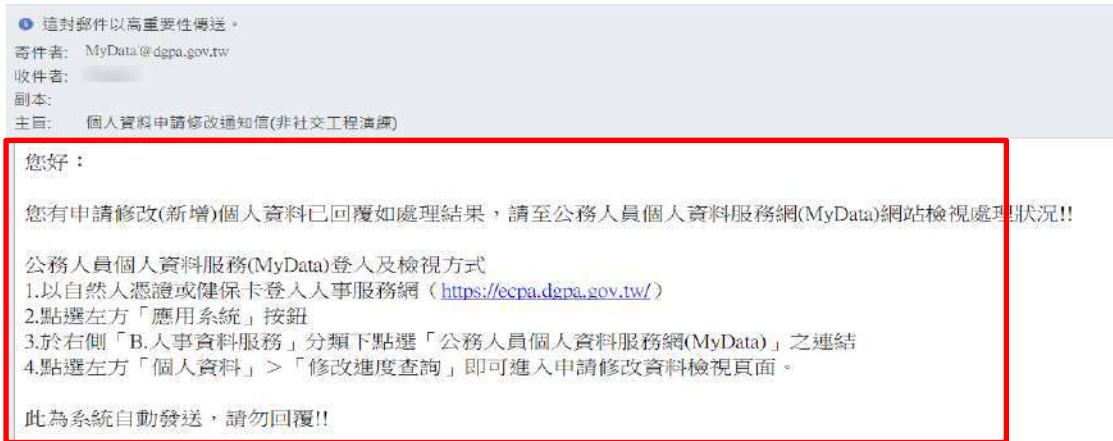 這封郵件以高重要性傳送。
寄件者: MyData@dgpa.gov.tw
收件者:
副本:
主旨: 個人資料申請修改通知信(非社交工程演練)
您好：
您有申請修改(新增)個人資料已回覆如處理結果，請至公務人員個人資料服務網(MyData)網站檢視處理狀況!!
公務人員個人資料服務(MyData)登入及檢視方式
1.以自然人憑證或健保卡登入人事服務網（https://ecpa.dgpa.gov.tw/）
2.點選左方「應用系統」按鈕
3.於右側「B.人事資料服務」分類下點選「公務人員個人資料服務網(MyData)」之連結
4.點選左方「個人資料」＞「修改進度查詢」即可進入申請修改資料檢視頁面。
此為系統自動發送，請勿回覆!!